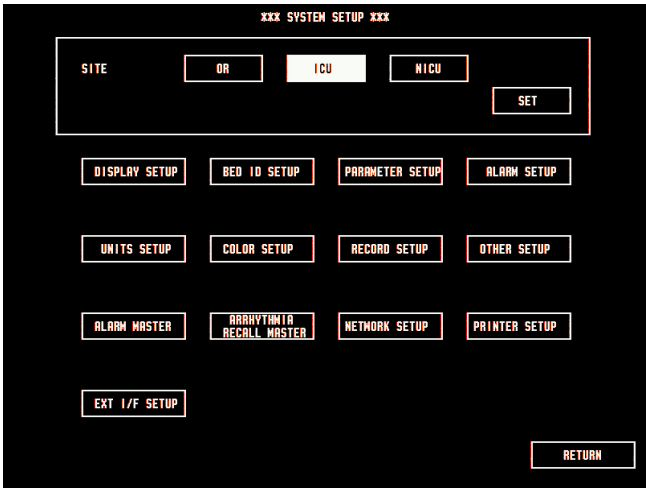 *** SYSTEM SETUP ***
SITE OR ICU NICU
SET
DISPLAY SETUP BED ID SETUP PARAMETER SETUP ALARM SETUP
UNITS SETUP COLOR SETUP RECORD SETUP OTHER SETUP
ALARM MASTER ARRHYTHMIA RECALL MASTER NETWORK SETUP PRINTER SETUP
EXT I/F SETUP
RETURN